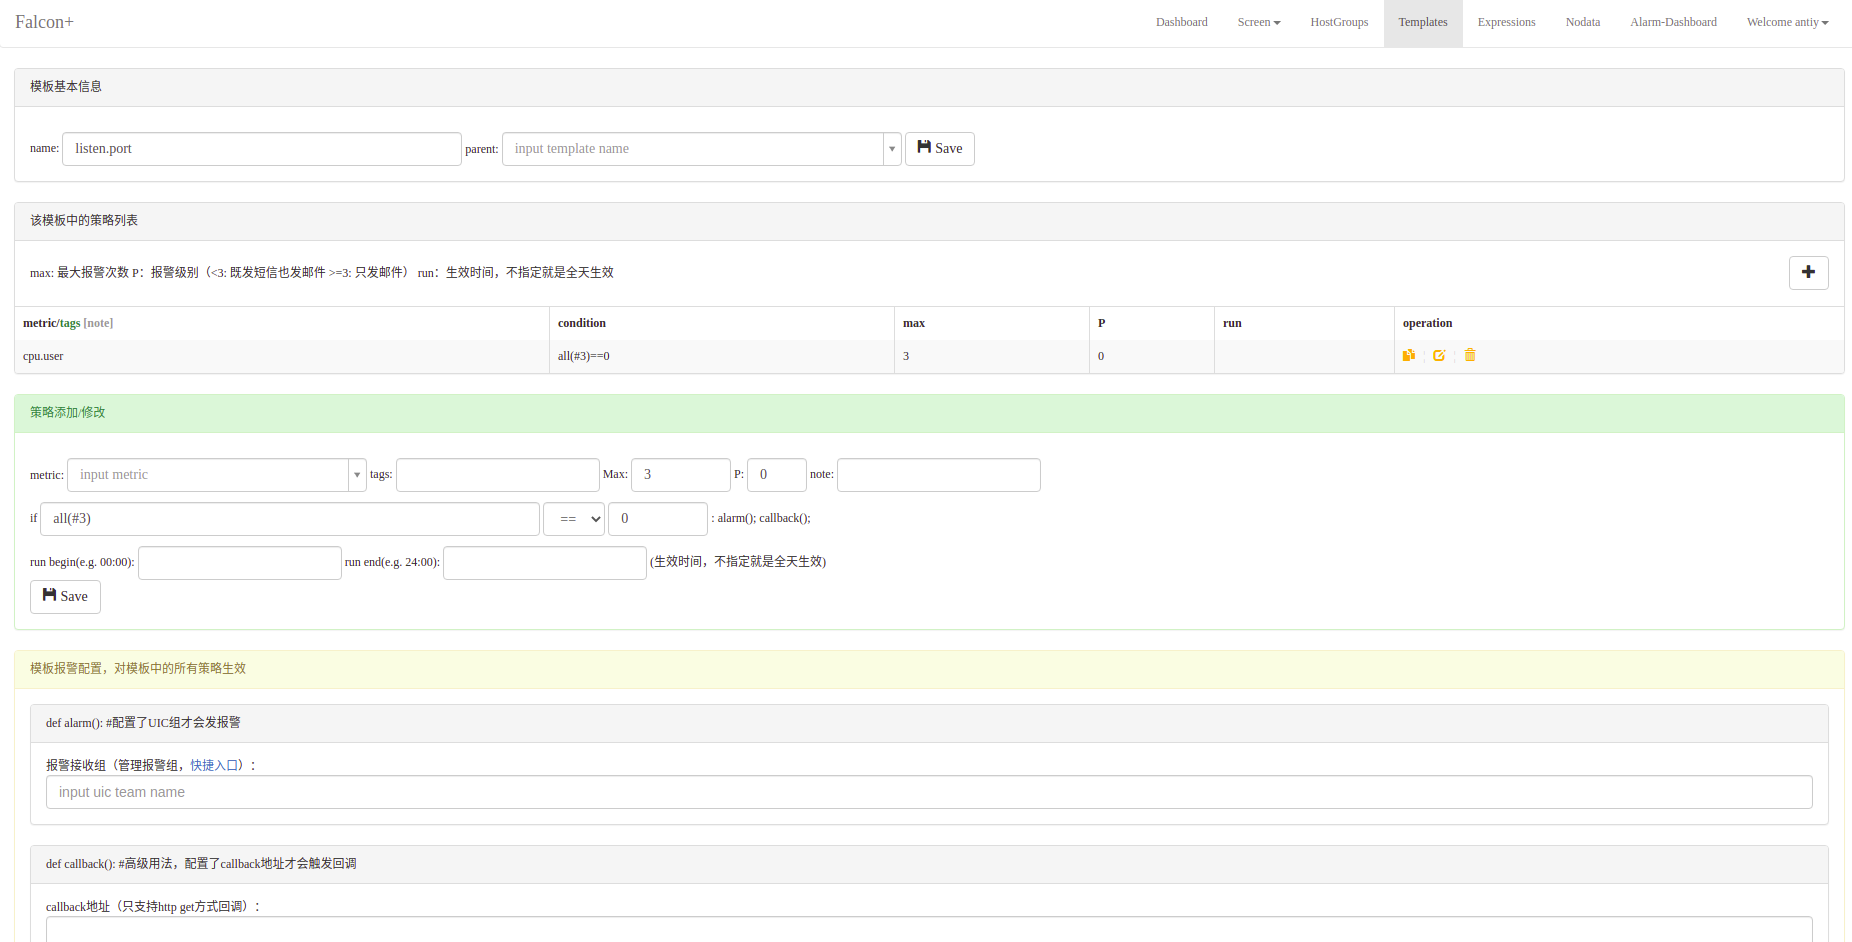 Falcon+ Dashboard Screen HostGroups Templates Expressions Nodata Alarm-Dashboard Welcome antiy
模板基本信息
name: listen.port parent: input template name Save
该模板中的策略列表
max: 最大报警次数 P：报警级别（<3: 既发短信也发邮件 >=3: 只发邮件） run：生效时间，不指定就是全天生效
metric/tags [note] condition max P run operation
cpu.user all(#3)==0 3 0
策略添加/修改
metric: input metric tags: Max: 3 P: 0 note:
if all(#3) == 0 : alarm(); callback();
run begin(e.g. 00:00): run end(e.g. 24:00): (生效时间，不指定就是全天生效)
Save
模板报警配置，对模板中的所有策略生效
def alarm(): #配置了UIC组才会发报警
报警接收组（管理报警组，快捷入口）：
input uic team name
def callback(): #高级用法，配置了callback地址才会触发回调
callback地址（只支持http get方式回调）：